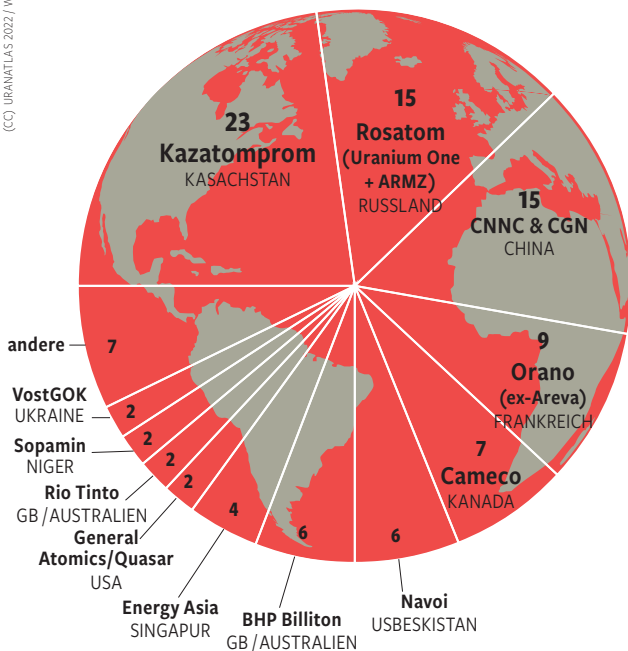 (CC) URANATLAS 2022 /
23
Kazatomprom
KASACHSTAN
15
Rosatom
(Uranium One
+ ARMZ)
RUSSLAND
15
CNNC & CGN
CHINA
9
Orano
(ex-Areva)
FRANKREICH
7
Cameco
KANADA
6
Navoi
USBEKISTAN
6
BHP Billiton
GB / AUSTRALIEN
4
Energy Asia
SINGAPUR
2
General
Atomics/Quasar
USA
2
Rio Tinto
GB / AUSTRALIEN
2
Sopamin
NIGER
2
VostGOK
UKRAINE
7
andere